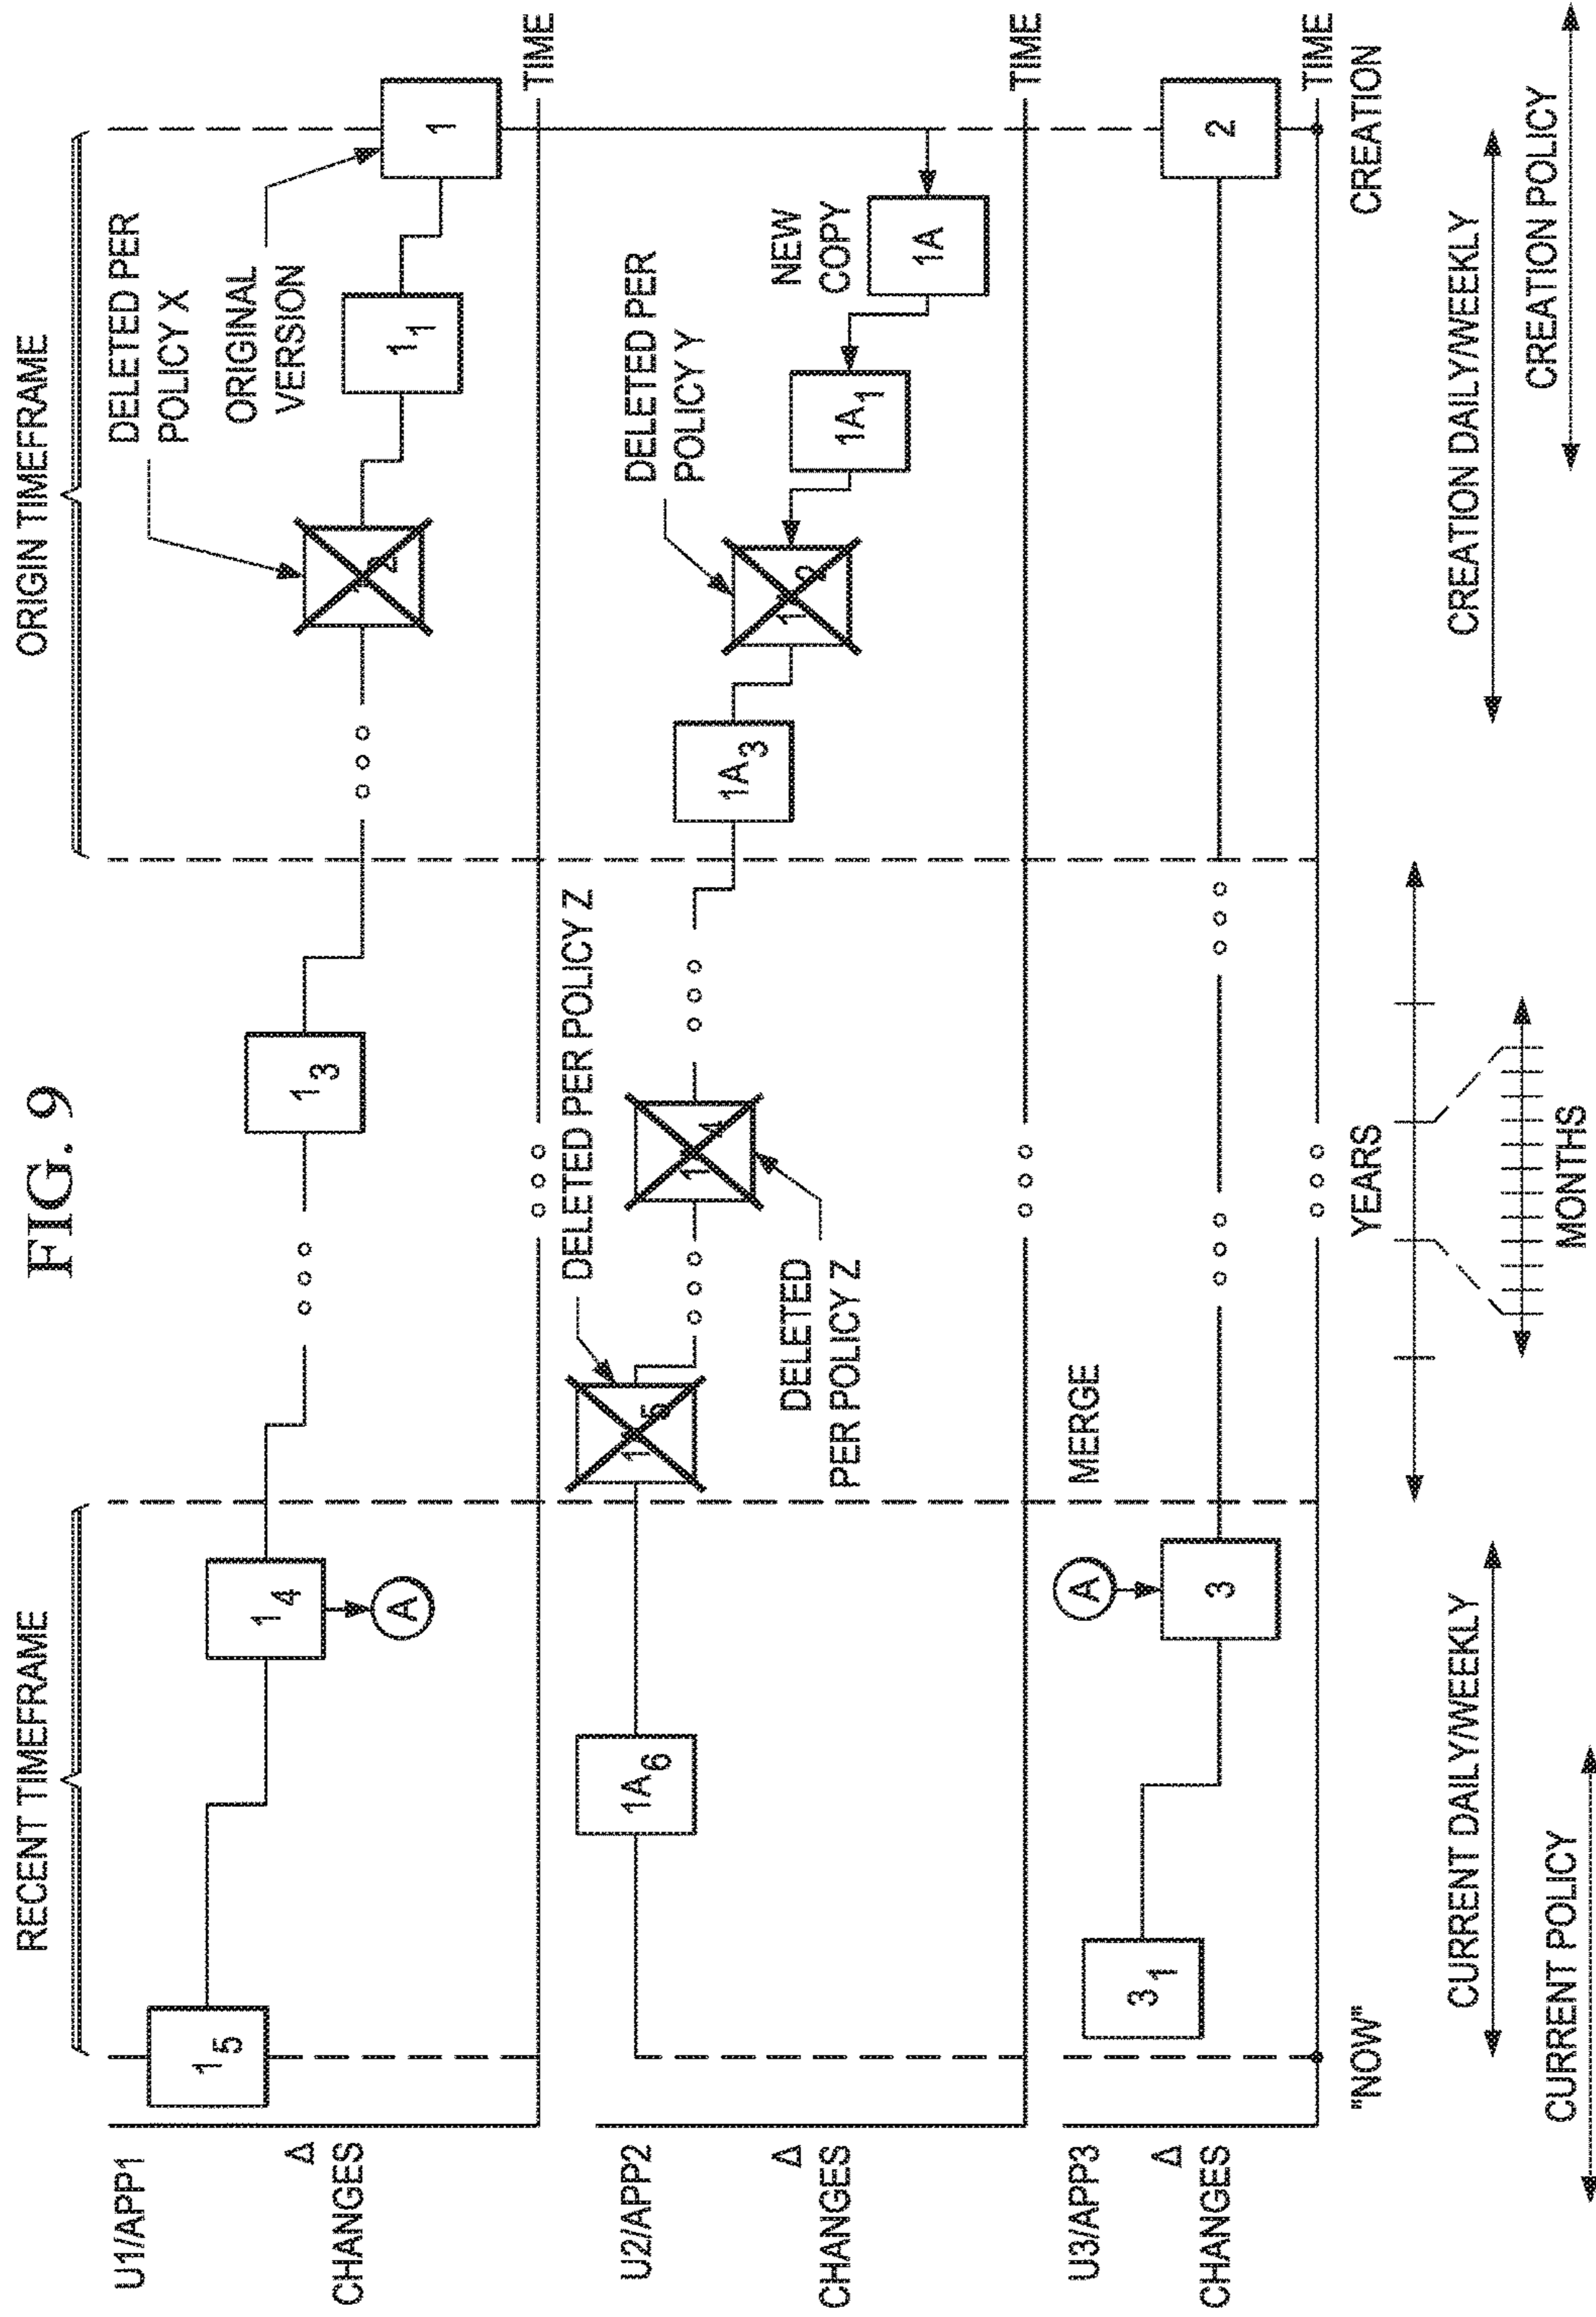 FIG. 9
RECENT TIMEFRAME
ORIGIN TIMEFRAME
U1/APP1
Δ
CHANGES
1₅
1₄
A
1₃
DELETED PER
POLICY X
ORIGINAL
VERSION
1₁
1
TIME
U2/APP2
Δ
CHANGES
1A₆
DELETED PER POLICY Z
DELETED
PER POLICY Z
1A₃
DELETED PER
POLICY Y
1A₁
NEW
COPY
1A
TIME
U3/APP3
Δ
CHANGES
3₁
A
3
MERGE
2
TIME
"NOW"
YEARS
CREATION
CURRENT DAILY/WEEKLY
CREATION DAILY/WEEKLY
CURRENT POLICY
MONTHS
CREATION POLICY